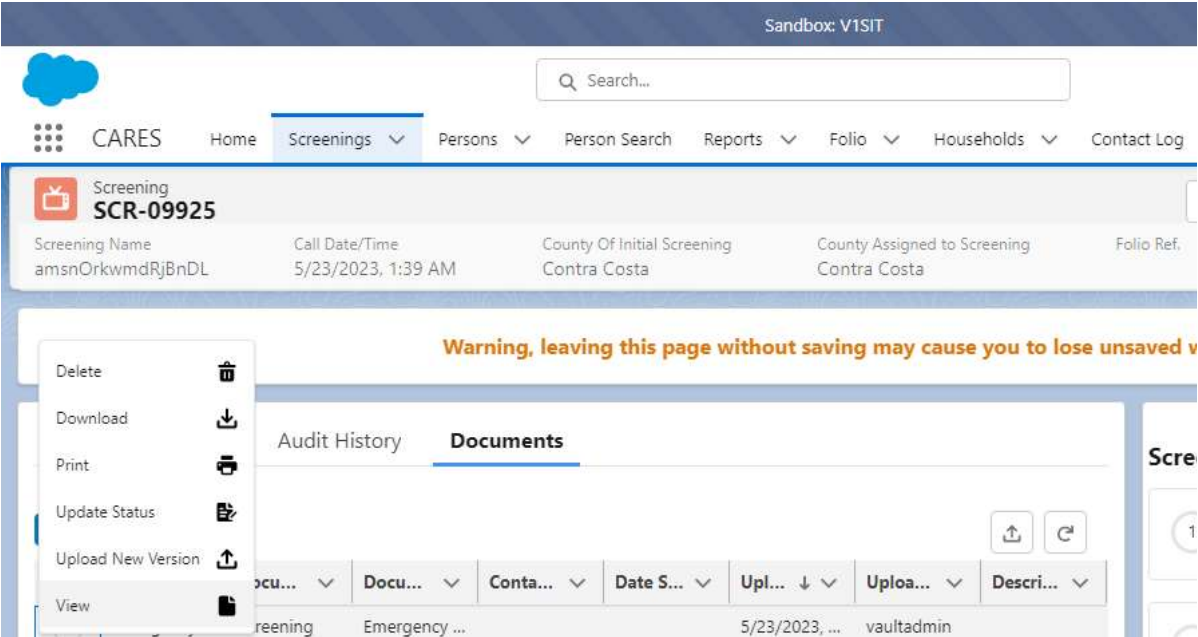 Sandbox: V1SIT
Search...
CARES Home Screenings Persons Person Search Reports Folio Households Contact Log
Screening
SCR-09925
Screening Name Call Date/Time County Of Initial Screening County Assigned to Screening Folio Ref.
amsnOrkwmdRjBnDL 5/23/2023, 1:39 AM Contra Costa Contra Costa
Warning, leaving this page without saving may cause you to lose unsaved
Delete
Download
Print
Update Status
Upload New Version
View
Audit History Documents
Scre
1
ocu... Docu... Conta... Date S... Upl... Uploa... Descri...
reening Emergency ... 5/23/2023, ... vaultadmin